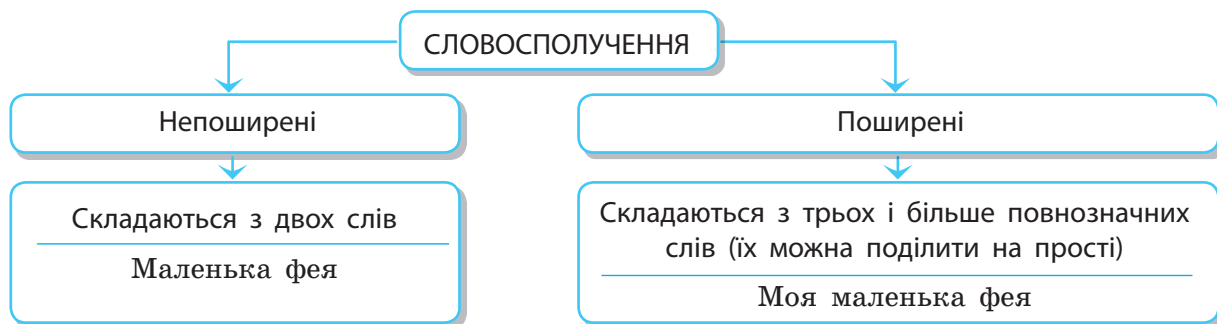 СЛОВОСПОЛУЧЕННЯ
Непоширені
Поширені
Складаються з двох слів
Маленька фея
Складаються з трьох і більше повнозначних
слів (їх можна поділити на прості)
Моя маленька фея